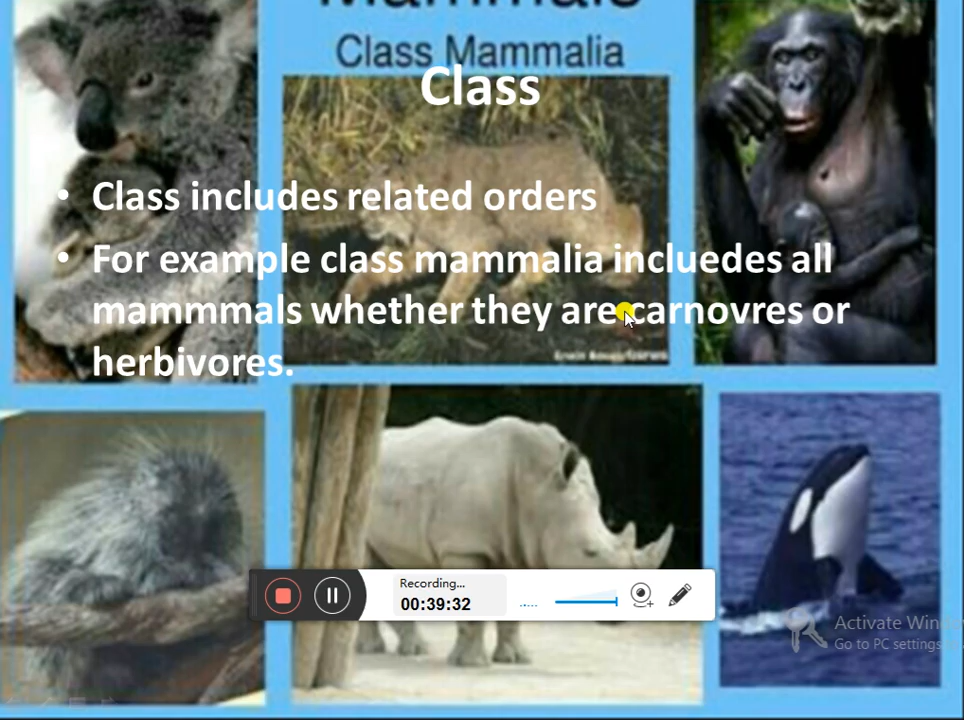 Mammals
Class Mammalia
Class
• Class includes related orders
• For example class mammalia incluedes all
mammmals whether they are carnovres or
herbivores.
Recording...
00:39:32
Activate Wind
Go to PC settings